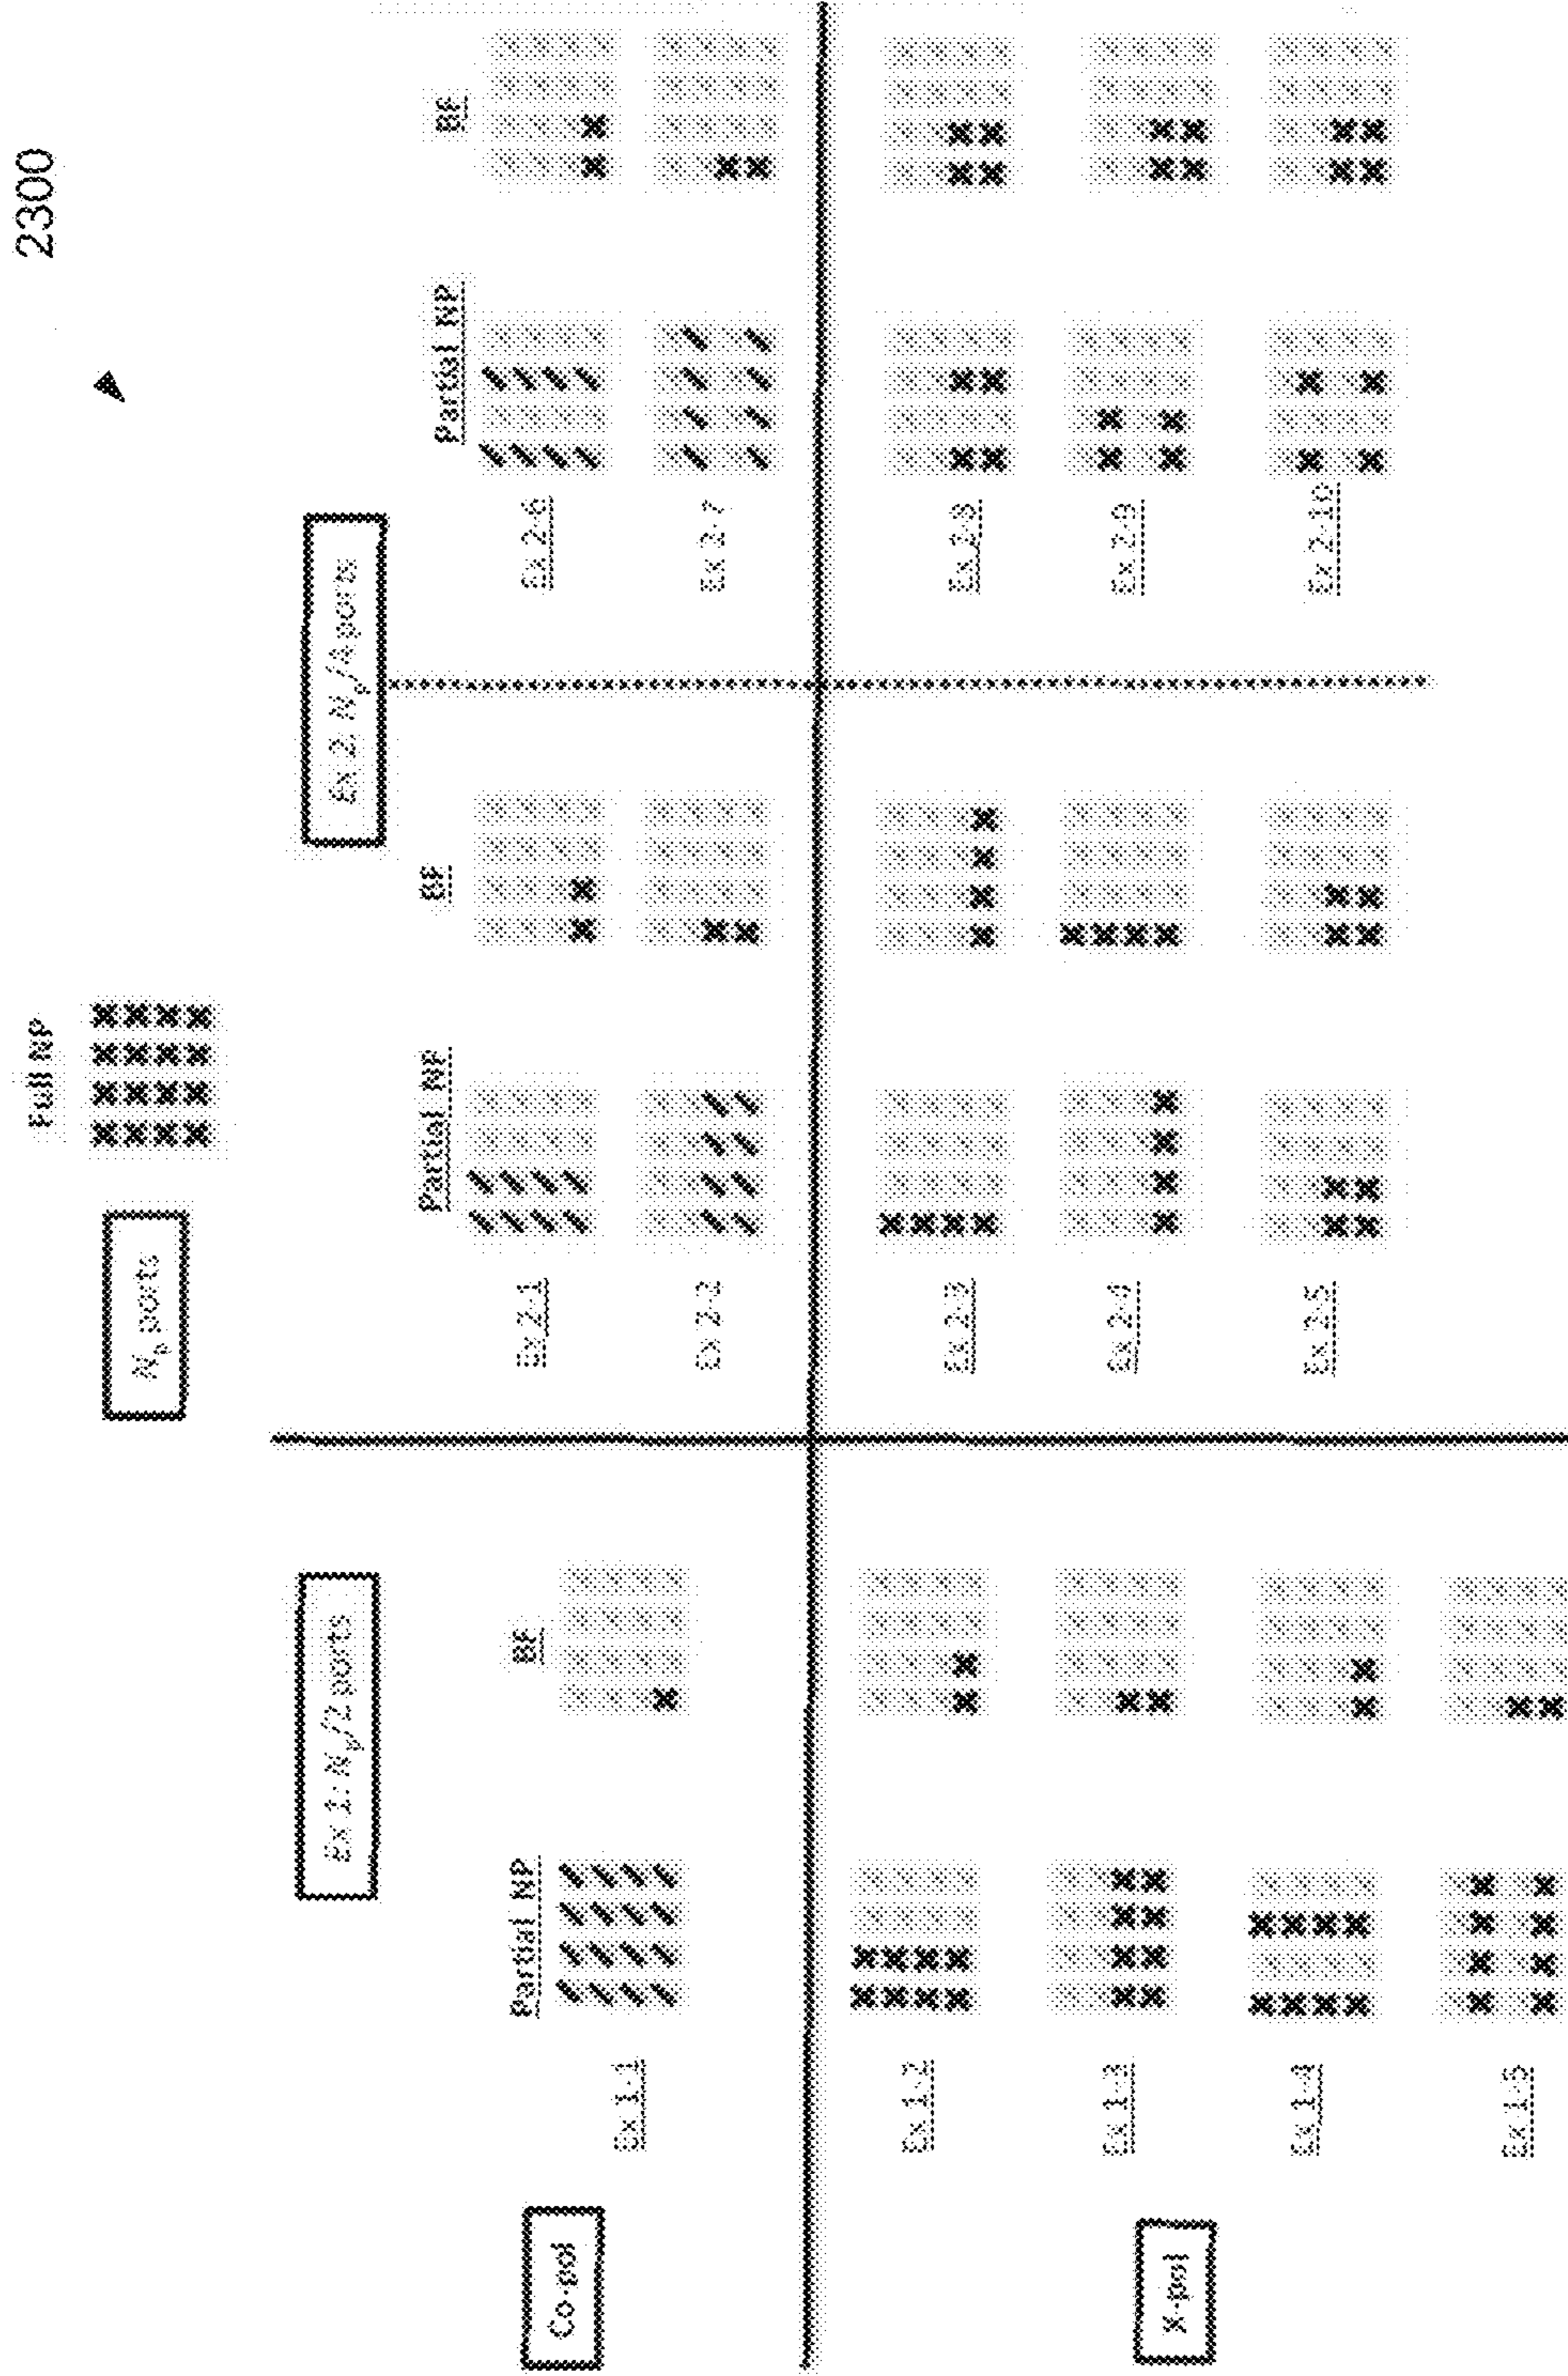 2300
Full NP
Np ports
Ex 1: Np/2 ports
Ex 2: Np/4 ports
Co-pol
Partial NP
BF
Partial NP
BF
Partial NP
BF
Ex 1-1
Ex 2-1
Ex 2-6
Ex 2-2
Ex 2-7
X-pol
Ex 1-2
Ex 2-3
Ex 2-8
Ex 1-3
Ex 2-4
Ex 2-9
Ex 1-4
Ex 2-5
Ex 2-10
Ex 1-5